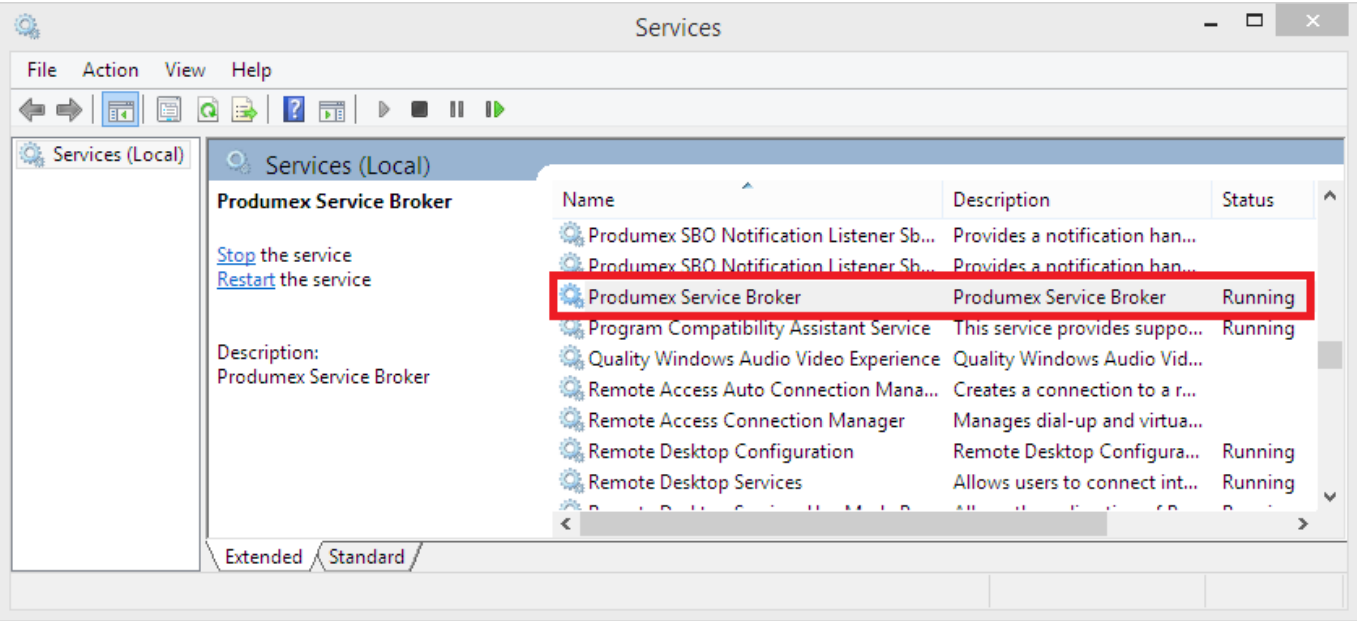 Services
File Action View Help
Services (Local)
Services (Local)
Produmex Service Broker
Stop the service
Restart the service
Description:
Produmex Service Broker
Name Description Status
Produmex SBO Notification Listener Sb... Provides a notification han...
Produmex SBO Notification Listener Sb... Provides a notification han...
Produmex Service Broker Produmex Service Broker Running
Program Compatibility Assistant Service This service provides suppo... Running
Quality Windows Audio Video Experience Quality Windows Audio Vid...
Remote Access Auto Connection Mana... Creates a connection to a r...
Remote Access Connection Manager Manages dial-up and virtua...
Remote Desktop Configuration Remote Desktop Configura... Running
Remote Desktop Services Allows users to connect int... Running
Extended Standard